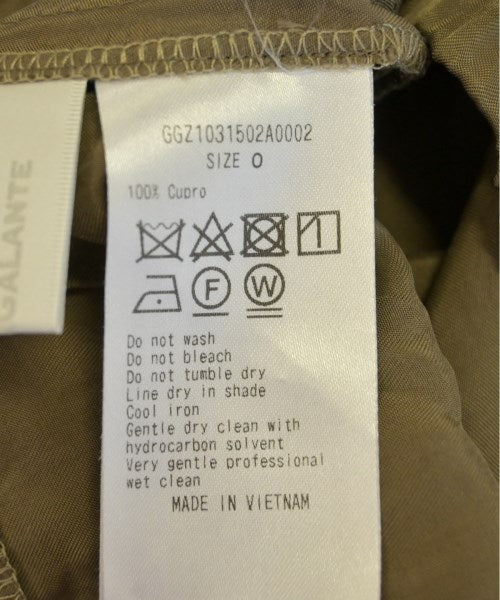 GGZ1031502A0002
SIZE 0
100% Cupro
F W
Do not wash
Do not bleach
Do not tumble dry
Line dry in shade
Cool iron
Gentle dry clean with
hydrocarbon solvent
Very gentle professional
wet clean
MADE IN VIETNAM
GALANTE